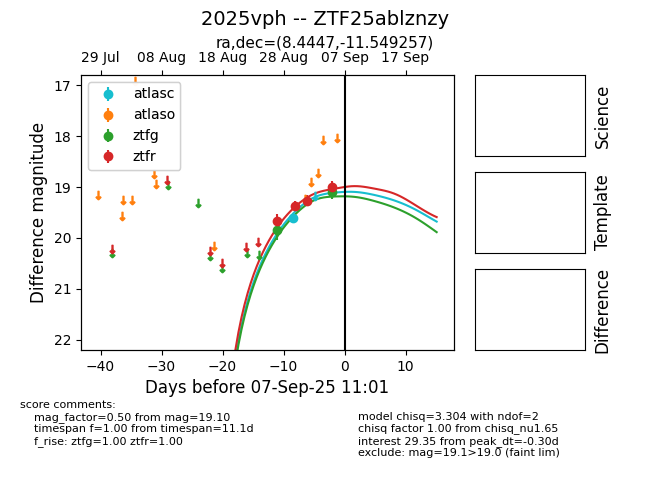 2025vph -- ZTF25ablznzy
ra,dec=(8.4447,-11.549257)
29 Jul 08 Aug 18 Aug 28 Aug 07 Sep 17 Sep
atlasc
atlaso
ztfg
ztfr
17
18
19
20
21
22
Difference magnitude
−40 −30 −20 −10 0 10
Days before 07-Sep-25 11:01
Science
Template
Difference
score comments:
mag_factor=0.50 from mag=19.10
timespan f=1.00 from timespan=11.1d
f_rise: ztfg=1.00 ztfr=1.00
model chisq=3.304 with ndof=2
chisq factor 1.00 from chisq_nu1.65
interest 29.35 from peak_dt=-0.30d
exclude: mag=19.1>19.0 (faint lim)